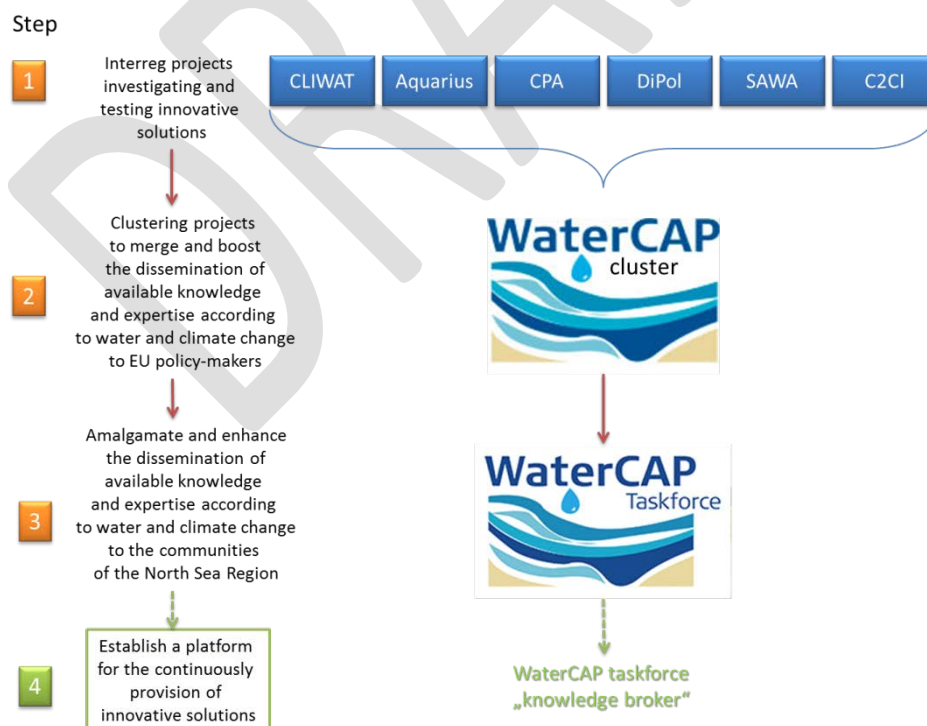 Step
1
Interreg projects
investigating and
testing innovative
solutions
CLIWAT
Aquarius
CPA
DiPol
SAWA
C2CI
2
Clustering projects
to merge and boost
the dissemination of
available knowledge
and expertise according
to water and climate change
to EU policy-makers
WaterCAP
cluster
3
Amalgamate and enhance
the dissemination of
available knowledge
and expertise according
to water and climate change
to the communities
of the North Sea Region
WaterCAP
Taskforce
4
Establish a platform
for the continuously
provision of
innovative solutions
WaterCAP taskforce
„knowledge broker“